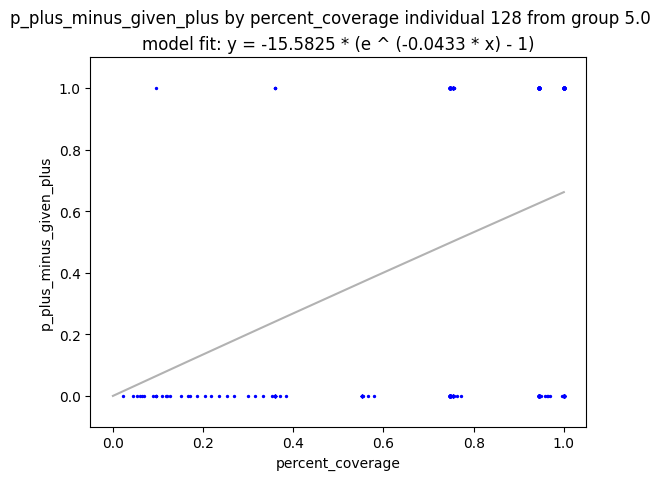 p_plus_minus_given_plus by percent_coverage individual 128 from group 5.0
model fit: y = -15.5825 * (e ^ (-0.0433 * x) - 1)
1.0
0.8
0.6
0.4
0.2
0.0
p_plus_minus_given_plus
0.0 0.2 0.4 0.6 0.8 1.0
percent_coverage